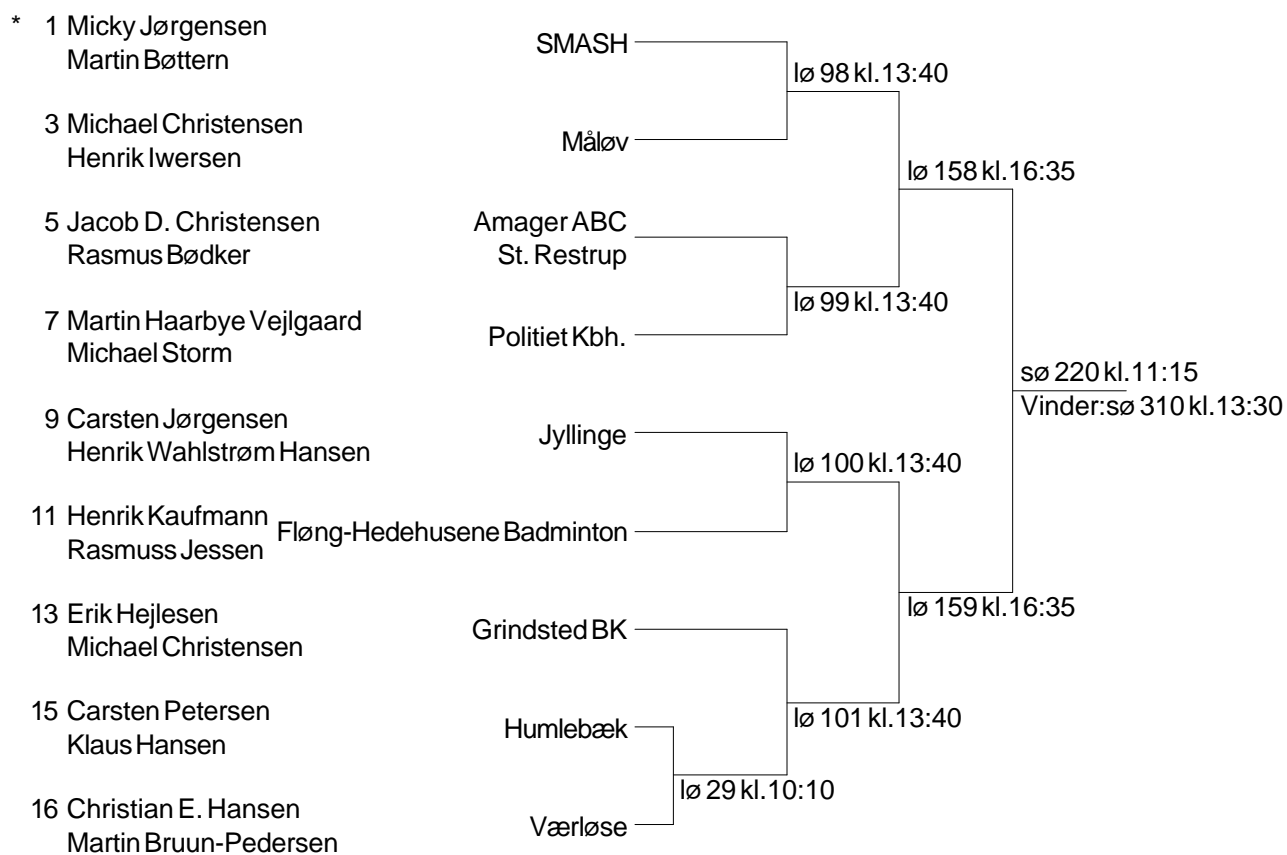 * 1 Micky Jørgensen SMASH
Martin Bøttern
lø 98 kl.13:40
3 Michael Christensen Måløv
Henrik Iwersen
lø 158 kl.16:35
5 Jacob D. Christensen Amager ABC
Rasmus Bødker St. Restrup
lø 99 kl.13:40
7 Martin Haarbye Vejlgaard Politiet Kbh.
Michael Storm
sø 220 kl.11:15
Vinder:sø 310 kl.13:30
9 Carsten Jørgensen Jyllinge
Henrik Wahlstrøm Hansen
lø 100 kl.13:40
11 Henrik Kaufmann Fløng-Hedehusene Badminton
Rasmuss Jessen
lø 159 kl.16:35
13 Erik Hejlesen Grindsted BK
Michael Christensen
15 Carsten Petersen Humlebæk
lø 101 kl.13:40
Klaus Hansen
lø 29 kl.10:10
16 Christian E. Hansen Værløse
Martin Bruun-Pedersen